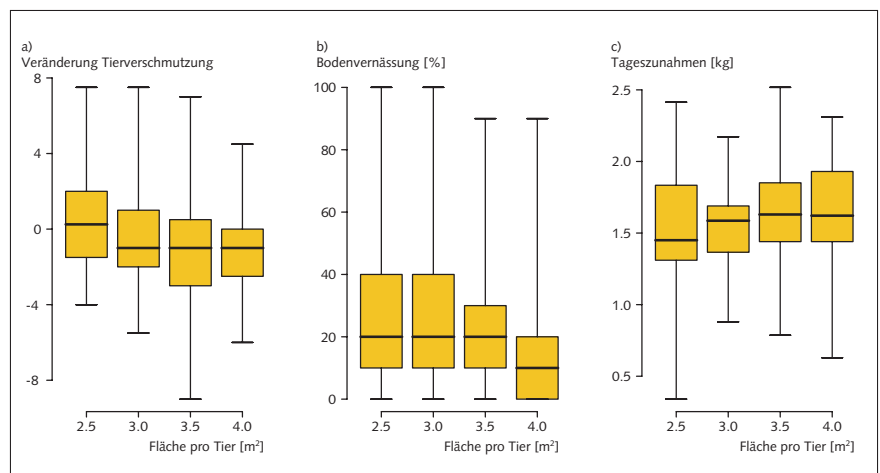 a)
Veränderung Tierverschmutzung
8
4
0
-4
-8
2.5 3.0 3.5 4.0
Fläche pro Tier [m²]
b)
Bodenvernässung [%]
100
80
60
40
20
0
2.5 3.0 3.5 4.0
Fläche pro Tier [m²]
c)
Tageszunahmen [kg]
2.5
2.0
1.5
1.0
0.5
2.5 3.0 3.5 4.0
Fläche pro Tier [m²]